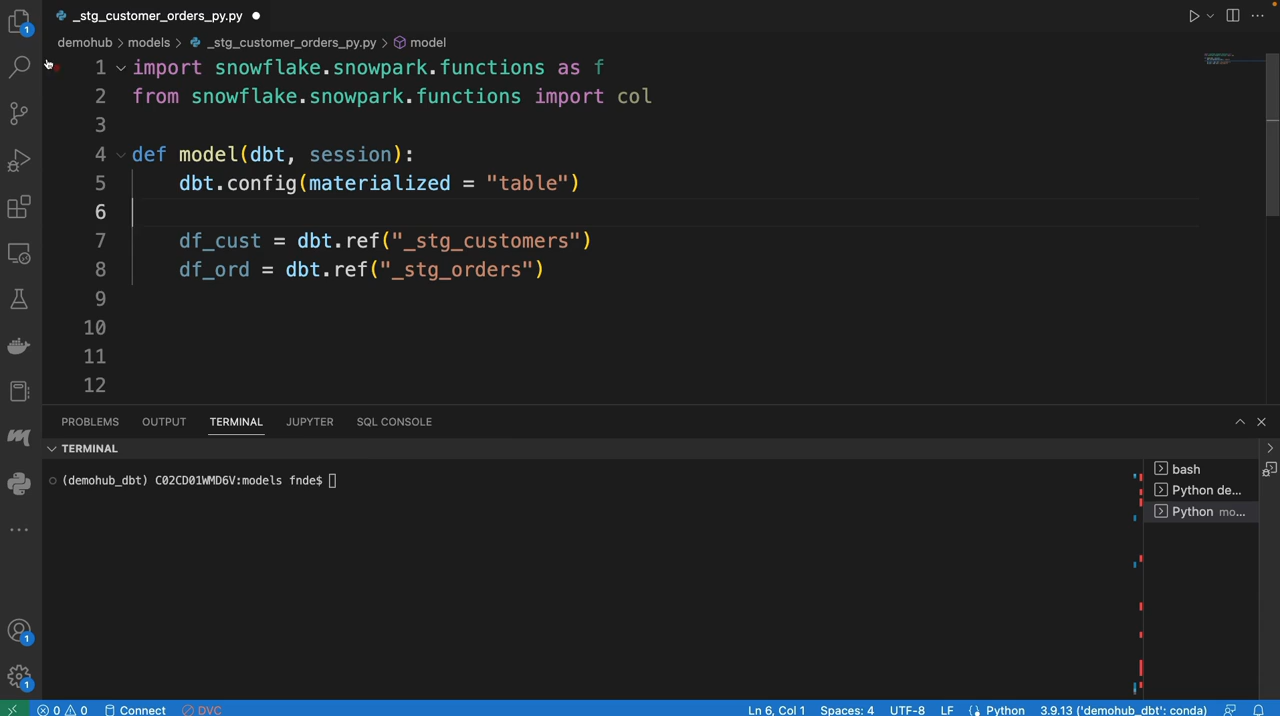 _stg_customer_orders_py.py
demohub > models > _stg_customer_orders_py.py > model
1 import snowflake.snowpark.functions as f
2 from snowflake.snowpark.functions import col
3
4 def model(dbt, session):
5 dbt.config(materialized = "table")
6
7 df_cust = dbt.ref("_stg_customers")
8 df_ord = dbt.ref("_stg_orders")
9
10
11
12
PROBLEMS OUTPUT TERMINAL JUPYTER SQL CONSOLE
TERMINAL
(demohub_dbt) C02CD01WMD6V:models fnde$
bash
Python de...
Python mo...
1
1
1
0 0 Connect DVC Ln 6, Col 1 Spaces: 4 UTF-8 LF Python 3.9.13 ('demohub_dbt': conda)